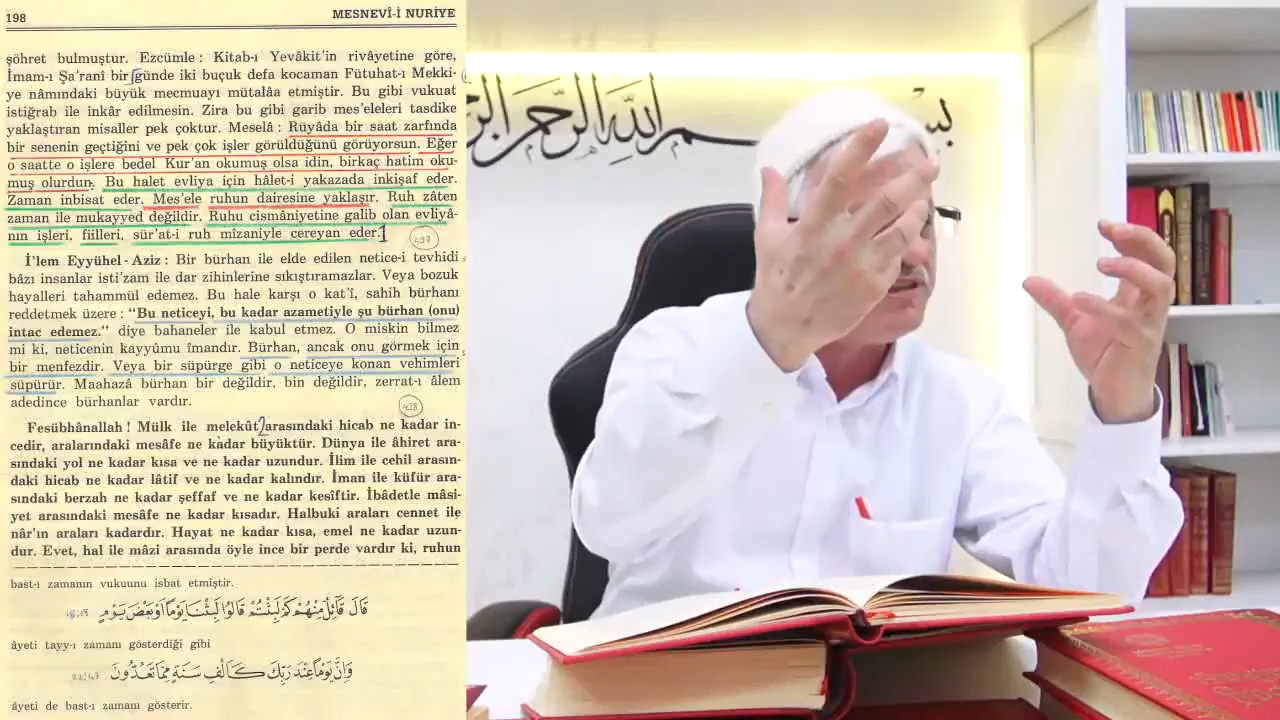 198
MESNEVÎ-İ NURİYE
şöhret bulmuştur. Ezcümle: Kitab-ı Yevâkit'in rivâyetine göre,
İmam-ı Şa'ranî bir günde iki buçuk defa kocaman Fütuhat-ı Mekki-
ye nâmındaki büyük mecmuayı mütalâa etmiştir. Bu gibi vukuat
istiğrab ile inkâr edilmesin. Zira bu gibi garib mes'eleleri tasdike
yaklaştıran misaller pek çoktur. Meselâ: Rüyâda bir saat zarfında
bir senenin geçtiğini ve pek çok işler görüldüğünü görüyorsun. Eğer
o saatte o işlere bedel Kur'an okumuş olsa idin, birkaç hatim oku-
muş olurdun. Bu halet evliya için hâlet-i yakazada inkişaf eder.
Zaman inbisat eder. Mes'ele ruhun dairesine yaklaşır. Ruh zâten
zaman ile mukayyed değildir. Ruhu cismâniyetine galib olan evliyâ-
nın işleri, fiilleri, sür'at-i ruh mîzaniyle cereyan eder. 1
437
İ'lem Eyyühel-Aziz: Bir bürhan ile elde edilen netice-i tevhidi
bâzı insanlar isti'zam ile dar zihinlerine sıkıştıramazlar. Veya bozuk
hayalleri tahammül edemez. Bu hale karşı o kat'î, sahih bürhanı
reddetmek üzere: "Bu neticeyi, bu kadar azametiyle şu bürhan (onu)
intac edemez." diye bahaneler ile kabul etmez. O miskin bilmez
mi ki, neticenin kayyûmu îmandır. Bürhan, ancak onu görmek için
bir menfezdir. Veya bir süpürge gibi o neticeye konan vehimleri
süpürür. Maahazâ bürhan bir değildir, bin değildir, zerrat-ı âlem
adedince bürhanlar vardır.
438
Fesübhânallah! Mülk ile melekût 2 arasındaki hicab ne kadar in-
cedir, aralarındaki mesâfe ne kadar büyüktür. Dünya ile âhiret ara-
sındaki yol ne kadar kısa ve ne kadar uzundur. İlim ile cehil arasın-
daki hicab ne kadar lâtif ve ne kadar kalındır. İman ile küfür ara-
sındaki berzah ne kadar şeffaf ve ne kadar kesîftir. İbâdetle mâsi-
yet arasındaki mesâfe ne kadar kısadır. Halbuki araları cennet ile
nâr'ın araları kadardır. Hayat ne kadar kısa, emel ne kadar uzun-
dur. Evet, hal ile mâzi arasında öyle ince bir perde vardır ki, ruhun
bast-ı zamanın vukuunu isbat etmiştir.
قَالَ قَائِلٌ مِنْهُمْ كَمْ لَبِثْتُمْ قَالُوا لَبِثْنَا يَوْمًا اَوْ بَعْضَ يَوْمٍ
18:19
âyeti tayy-ı zamanı gösterdiği gibi
وَاِنَّ يَوْمًا عِنْدَ رَبِّكَ كَاَلْفِ سَنَةٍ مِمَّا تَعُدُّونَ
22:47
âyeti de bast-ı zamanı gösterir.